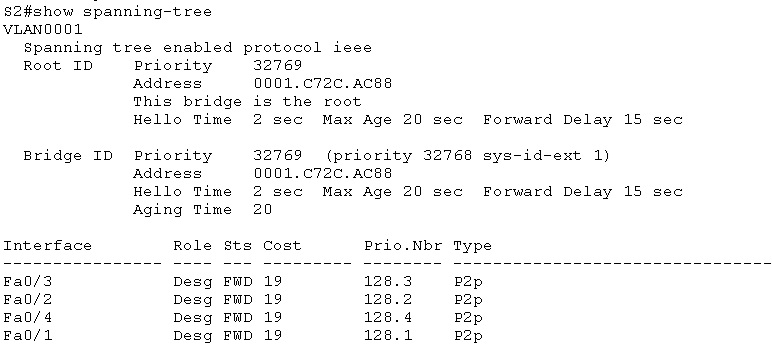 S2#show spanning-tree
VLAN0001
  Spanning tree enabled protocol ieee
  Root ID    Priority    32769
             Address     0001.C72C.AC88
             This bridge is the root
             Hello Time  2 sec  Max Age 20 sec  Forward Delay 15 sec

  Bridge ID  Priority    32769  (priority 32768 sys-id-ext 1)
             Address     0001.C72C.AC88
             Hello Time  2 sec  Max Age 20 sec  Forward Delay 15 sec
             Aging Time  20

Interface        Role Sts Cost      Prio.Nbr Type
---------------- ---- --- --------- -------- --------------------------------
Fa0/3            Desg FWD 19        128.3    P2p
Fa0/2            Desg FWD 19        128.2    P2p
Fa0/4            Desg FWD 19        128.4    P2p
Fa0/1            Desg FWD 19        128.1    P2p